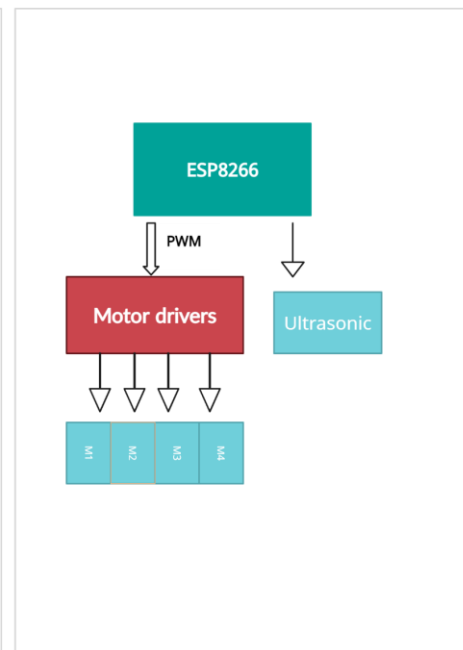 ESP8266
PWM
Motor drivers
Ultrasonic
M1
M2
M3
M4